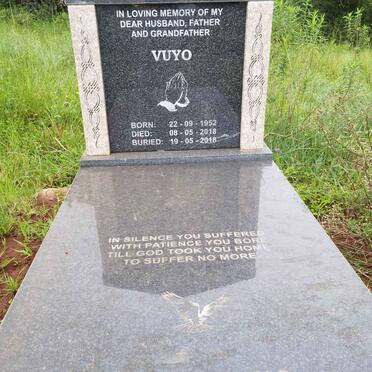 IN LOVING MEMORY OF MY
DEAR HUSBAND, FATHER
AND GRANDFATHER
VUYO
BORN: 22 - 09 - 1952
DIED: 08 - 05 - 2018
BURIED: 19 - 05 - 2018
IN SILENCE YOU SUFFERED
WITH PATIENCE YOU BORE
TILL GOD TOOK YOU HOME
TO SUFFER NO MORE